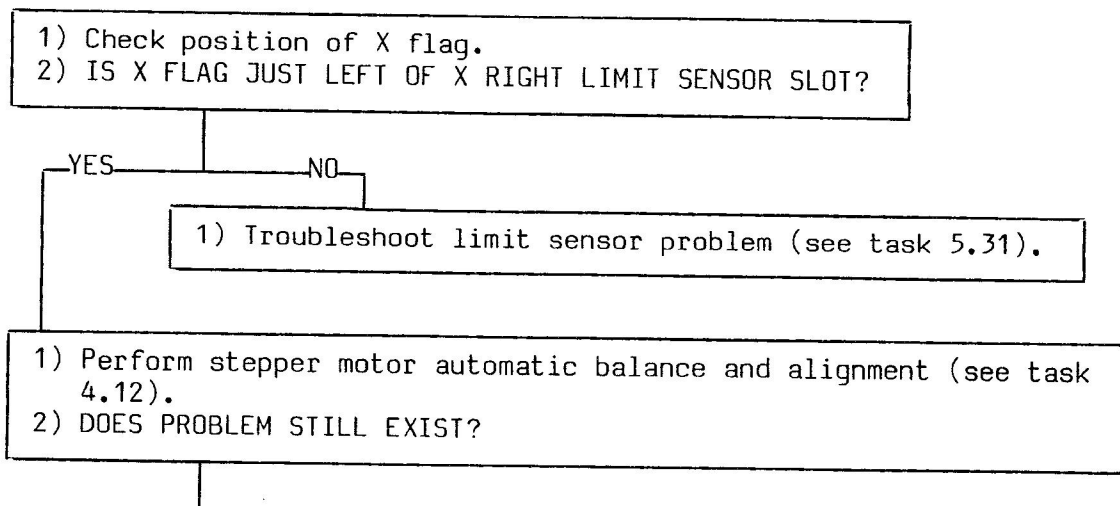 1) Check position of X flag.
2) IS X FLAG JUST LEFT OF X RIGHT LIMIT SENSOR SLOT?
YES NO
1) Troubleshoot limit sensor problem (see task 5.31).
1) Perform stepper motor automatic balance and alignment (see task
4.12).
2) DOES PROBLEM STILL EXIST?